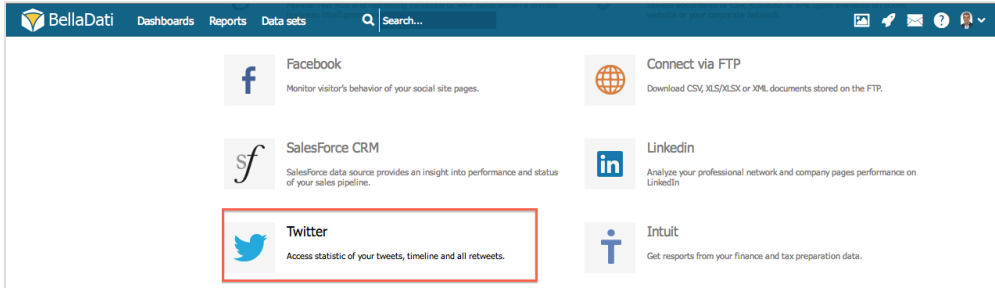 BellaDati Dashboards Reports Data sets Search...
Facebook
Monitor visitor's behavior of your social site pages.
Connect via FTP
Download CSV, XLS/XLSX or XML documents stored on the FTP.
SalesForce CRM
SalesForce data source provides an insight into performance and status
of your sales pipeline.
Linkedin
Analyze your professional network and company pages performance on
LinkedIn
Twitter
Access statistic of your tweets, timeline and all retweets.
Intuit
Get resports from your finance and tax preparation data.